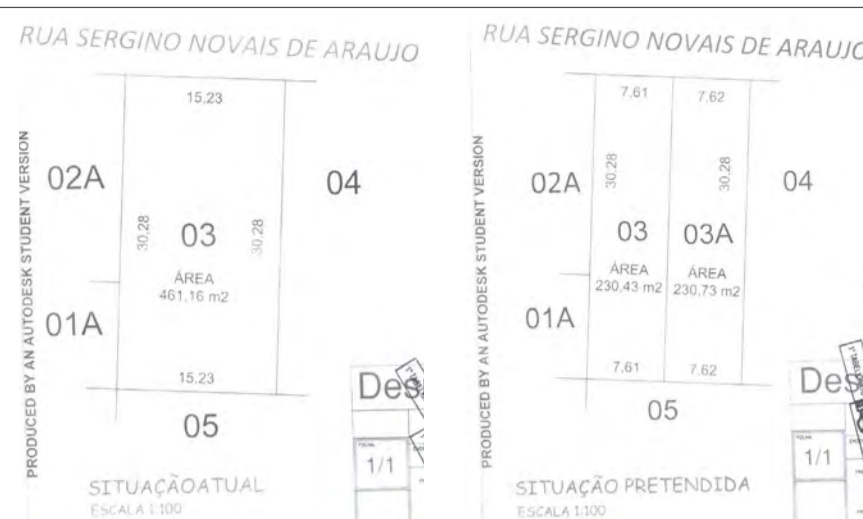 RUA SERGINO NOVAIS DE ARAUJO
15,23
PRODUCED BY AN AUTODESK STUDENT VERSION
02A
04
30,28
03
30,28
ÁREA
461,16 m2
01A
15,23
Des
05
FOLHA
1/1
SITUAÇÃOATUAL
ESCALA 1:100
RUA SERGINO NOVAIS DE ARAUJO
7,61
7,62
PRODUCED BY AN AUTODESK STUDENT VERSION
02A
30,28
30,28
04
03
03A
ÁREA
230,43 m2
ÁREA
230,73 m2
01A
7,61
7,62
Des
05
FOLHA
1/1
SITUAÇÃO PRETENDIDA
ESCALA 1:100